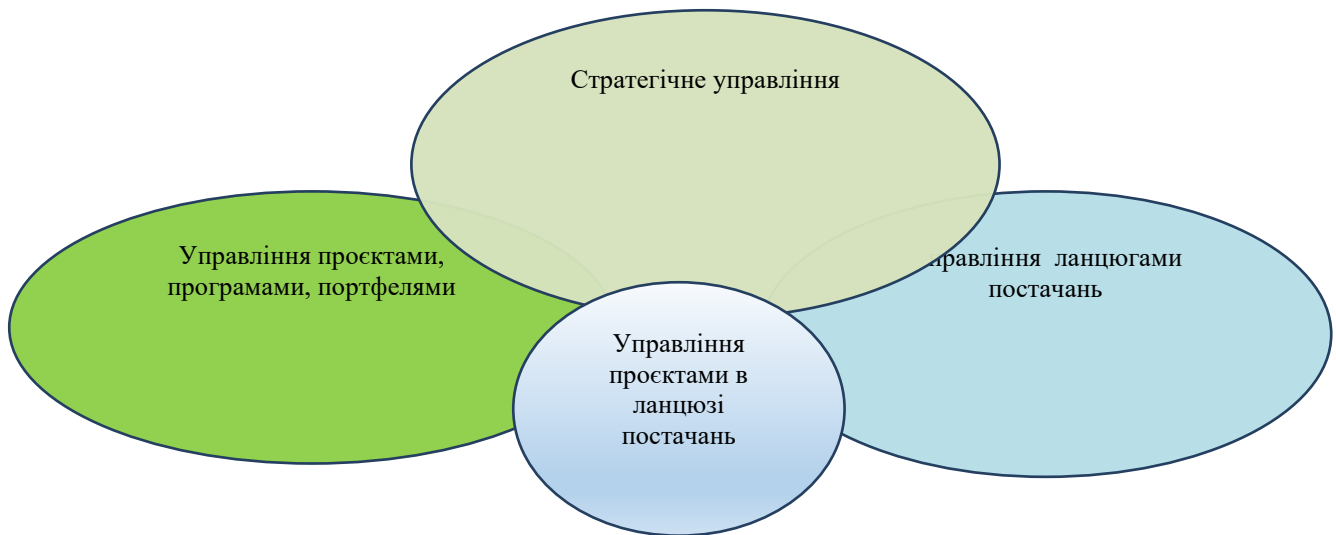 Стратегічне управління
Управління проєктами,
програмами, портфелями
правління ланцюгами
постачань
Управління
проєктами в
ланцюзі
постачань